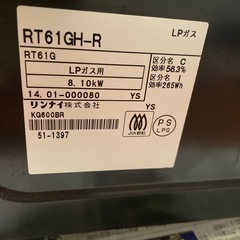 LPガス
RT61GH-R
RT61G
LPガス用
8.10kW
14.01-000080 YS
リンナイ株式会社
KG600BR
51-1397
区分名 C
効率56.3%
区分名 I
効率265Wh
JIA
YS
PS
LPG